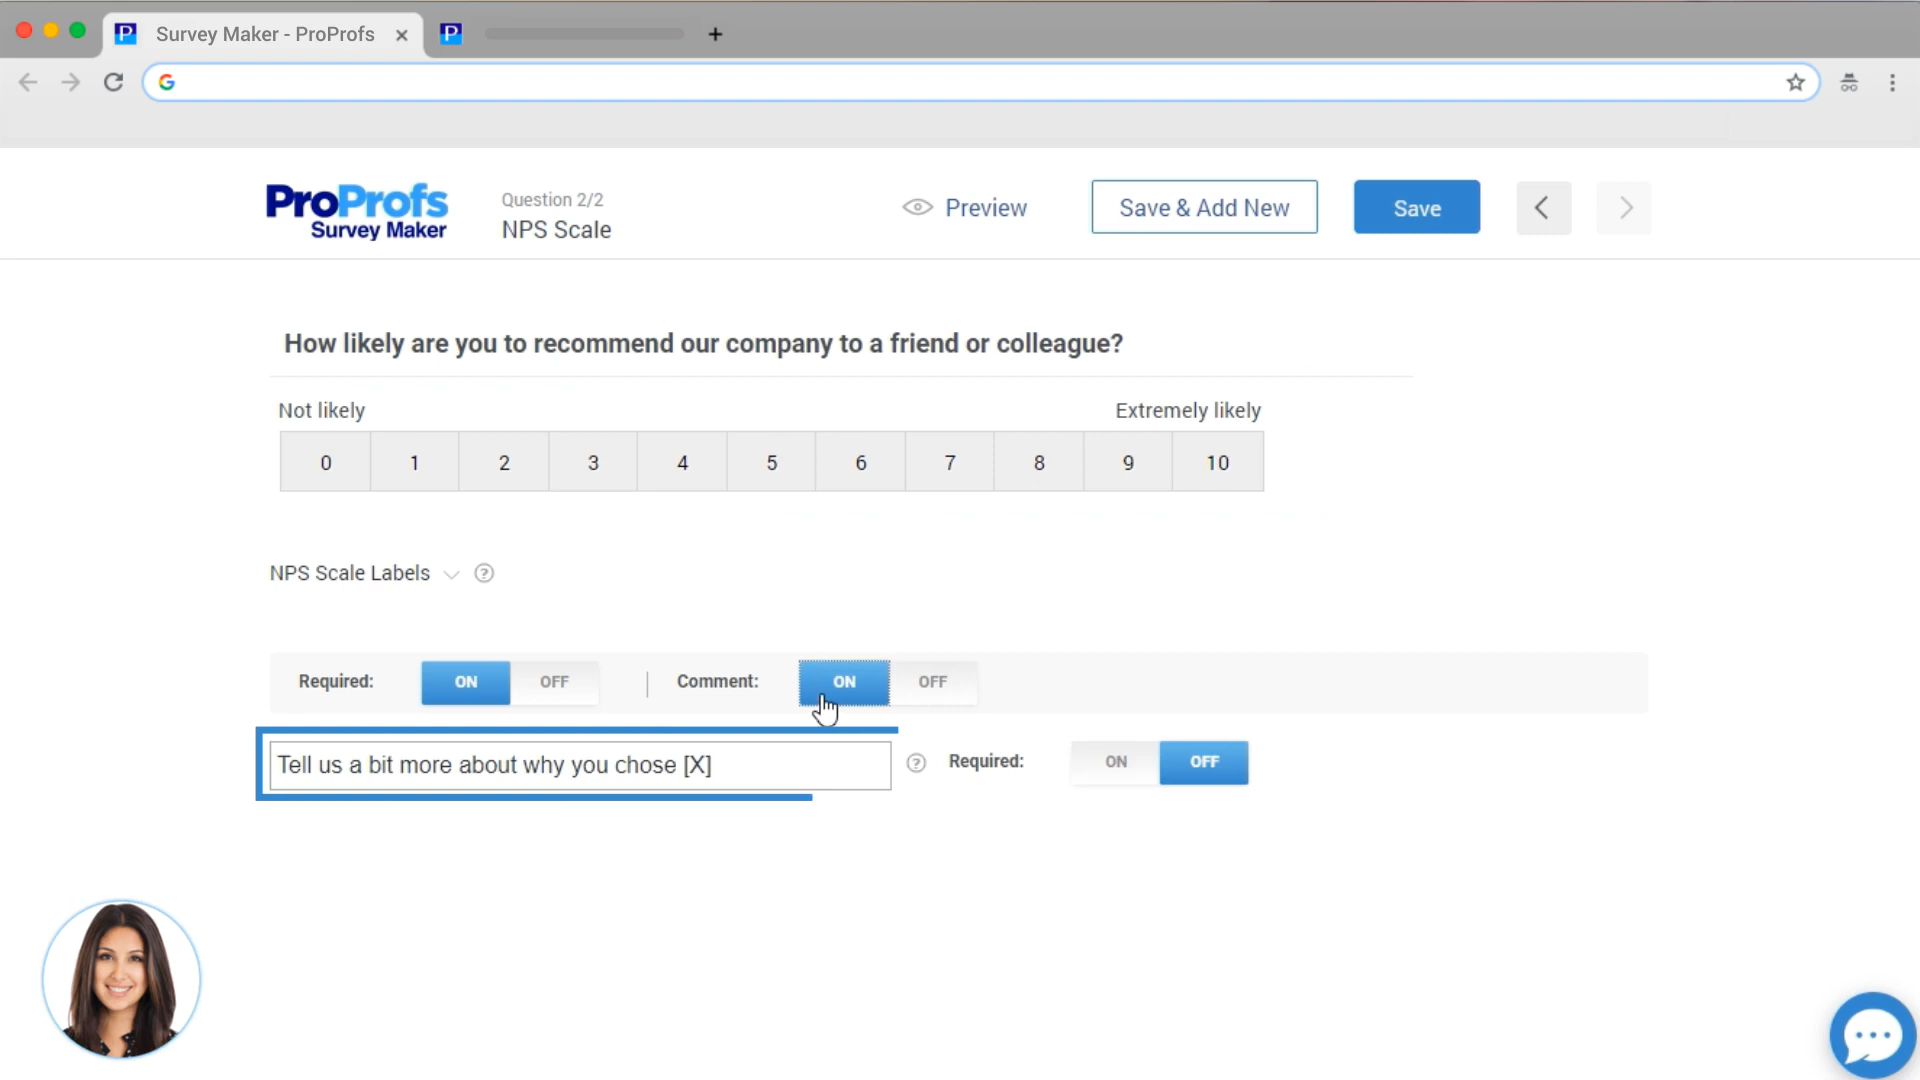 Survey Maker - ProProfs
ProProfs
Survey Maker
Question 2/2
NPS Scale
Preview
Save & Add New
Save
How likely are you to recommend our company to a friend or colleague?
Not likely Extremely likely
0 1 2 3 4 5 6 7 8 9 10
NPS Scale Labels
Required: ON OFF | Comment: ON OFF
Tell us a bit more about why you chose [X] Required: ON OFF